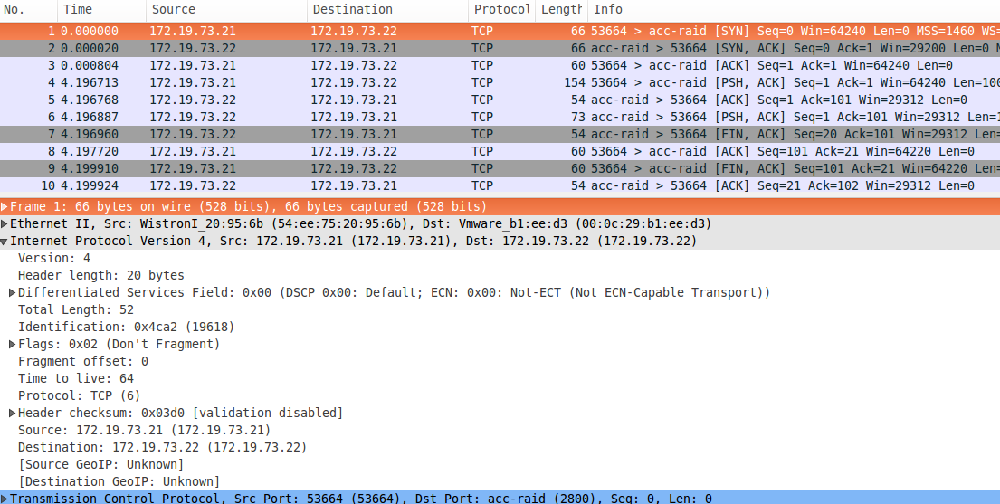 No. Time Source Destination Protocol Length Info
1 0.000000 172.19.73.21 172.19.73.22 TCP 66 53664 > acc-raid [SYN] Seq=0 Win=64240 Len=0 MSS=1460 WS=
2 0.000020 172.19.73.22 172.19.73.21 TCP 66 acc-raid > 53664 [SYN, ACK] Seq=0 Ack=1 Win=29200 Len=0
3 0.000804 172.19.73.21 172.19.73.22 TCP 60 53664 > acc-raid [ACK] Seq=1 Ack=1 Win=64240 Len=0
4 4.196713 172.19.73.21 172.19.73.22 TCP 154 53664 > acc-raid [PSH, ACK] Seq=1 Ack=1 Win=64240 Len=100
5 4.196768 172.19.73.22 172.19.73.21 TCP 54 acc-raid > 53664 [ACK] Seq=1 Ack=101 Win=29312 Len=0
6 4.196887 172.19.73.22 172.19.73.21 TCP 73 acc-raid > 53664 [PSH, ACK] Seq=1 Ack=101 Win=29312 Len=1
7 4.196960 172.19.73.22 172.19.73.21 TCP 54 acc-raid > 53664 [FIN, ACK] Seq=20 Ack=101 Win=29312 Len=
8 4.197720 172.19.73.21 172.19.73.22 TCP 60 53664 > acc-raid [ACK] Seq=101 Ack=21 Win=64220 Len=0
9 4.199910 172.19.73.21 172.19.73.22 TCP 60 53664 > acc-raid [FIN, ACK] Seq=101 Ack=21 Win=64220 Len=
10 4.199924 172.19.73.22 172.19.73.21 TCP 54 acc-raid > 53664 [ACK] Seq=21 Ack=102 Win=29312 Len=0
Frame 1: 66 bytes on wire (528 bits), 66 bytes captured (528 bits)
Ethernet II, Src: WistronI_20:95:6b (54:ee:75:20:95:6b), Dst: Vmware_b1:ee:d3 (00:0c:29:b1:ee:d3)
Internet Protocol Version 4, Src: 172.19.73.21 (172.19.73.21), Dst: 172.19.73.22 (172.19.73.22)
Version: 4
Header length: 20 bytes
Differentiated Services Field: 0x00 (DSCP 0x00: Default; ECN: 0x00: Not-ECT (Not ECN-Capable Transport))
Total Length: 52
Identification: 0x4ca2 (19618)
Flags: 0x02 (Don't Fragment)
Fragment offset: 0
Time to live: 64
Protocol: TCP (6)
Header checksum: 0x03d0 [validation disabled]
Source: 172.19.73.21 (172.19.73.21)
Destination: 172.19.73.22 (172.19.73.22)
[Source GeoIP: Unknown]
[Destination GeoIP: Unknown]
Transmission Control Protocol, Src Port: 53664 (53664), Dst Port: acc-raid (2800), Seq: 0, Len: 0